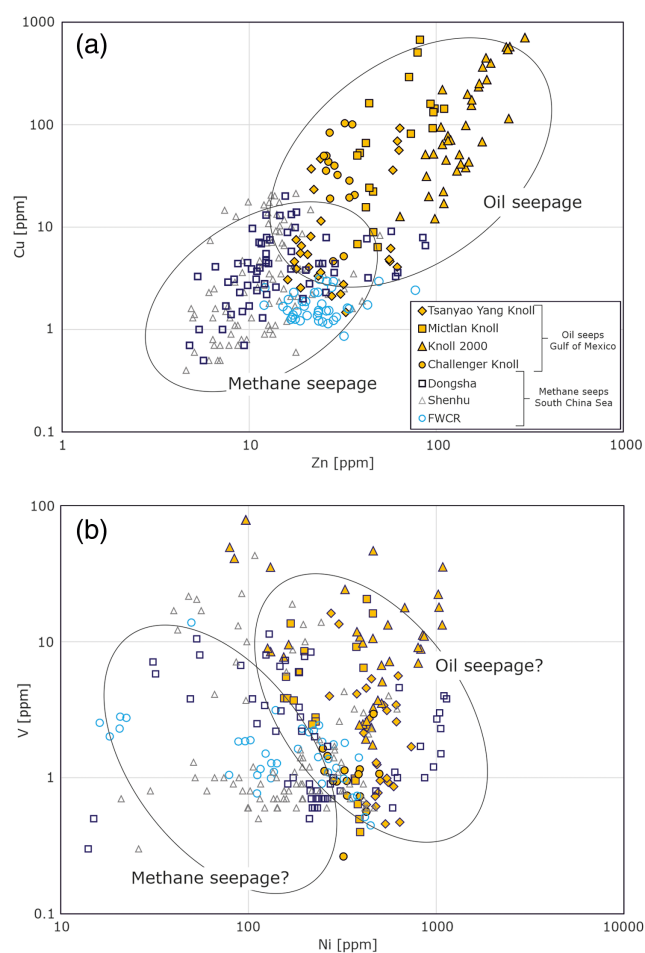 (a)
1000
100
10
1
0.1
Cu [ppm]
1
10
100
1000
Zn [ppm]
Oil seepage
Methane seepage
Tsanyao Yang Knoll
Mictlan Knoll
Knoll 2000
Challenger Knoll
Dongsha
Shenhu
FWCR
Oil seeps
Gulf of Mexico
Methane seeps
South China Sea
(b)
100
10
1
0.1
V [ppm]
10
100
1000
10000
Ni [ppm]
Oil seepage?
Methane seepage?